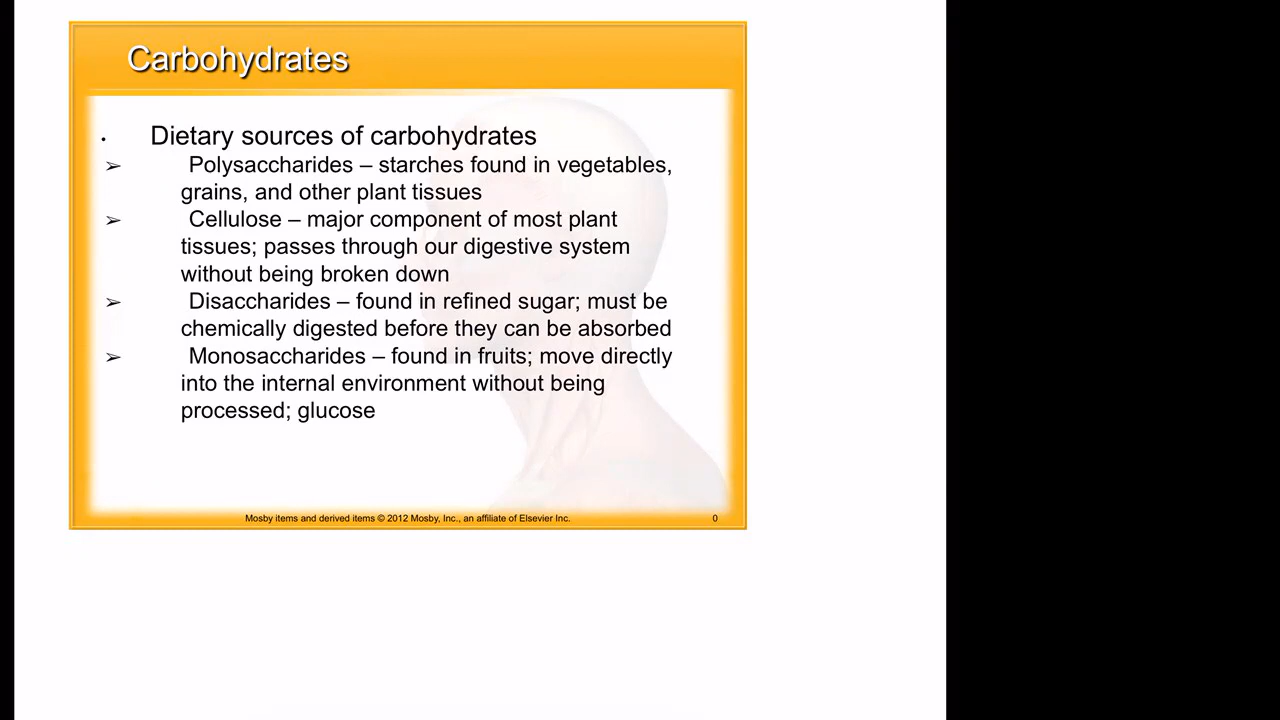 Carbohydrates
• Dietary sources of carbohydrates
➢ Polysaccharides – starches found in vegetables,
grains, and other plant tissues
➢ Cellulose – major component of most plant
tissues; passes through our digestive system
without being broken down
➢ Disaccharides – found in refined sugar; must be
chemically digested before they can be absorbed
➢ Monosaccharides – found in fruits; move directly
into the internal environment without being
processed; glucose
Mosby items and derived items © 2012 Mosby, Inc., an affiliate of Elsevier Inc. 0